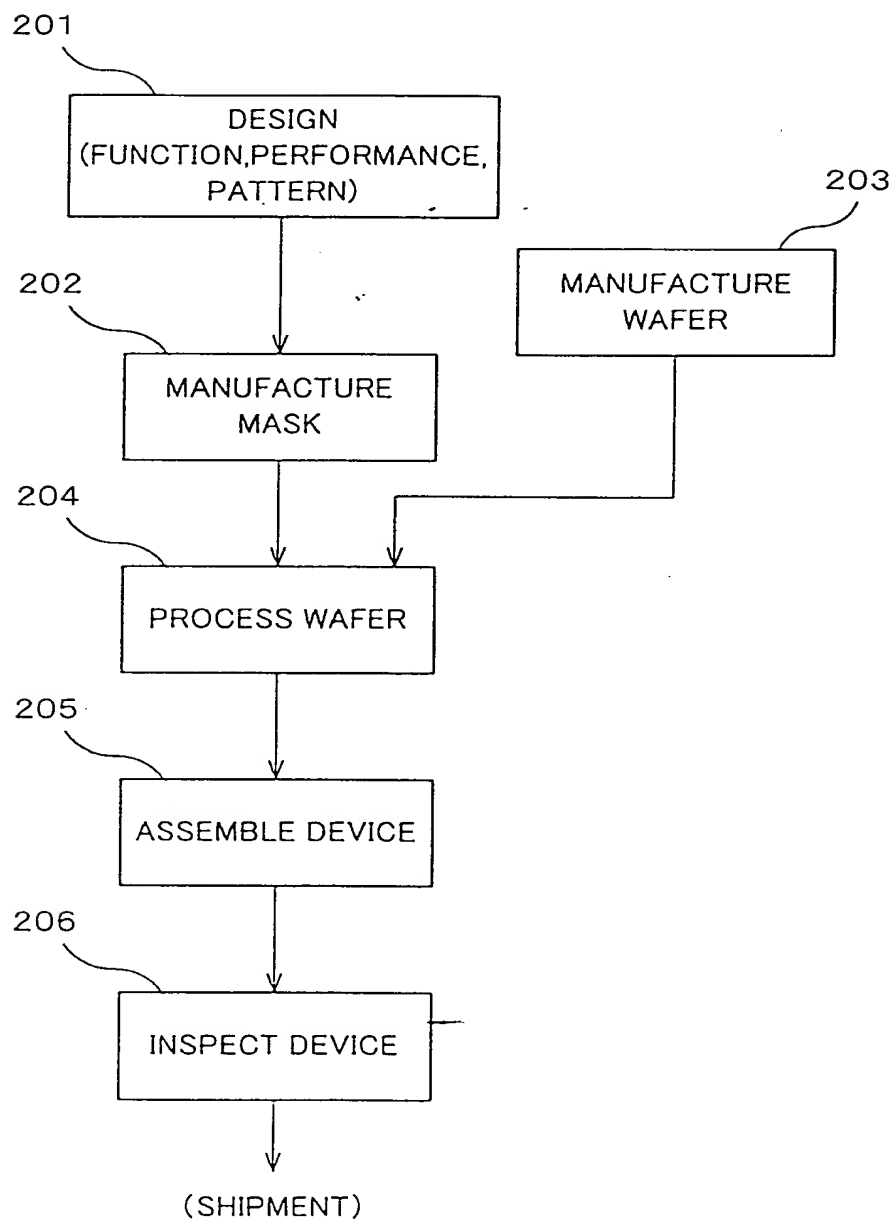 201
DESIGN
(FUNCTION,PERFORMANCE,
PATTERN)
203
MANUFACTURE
WAFER
202
MANUFACTURE
MASK
204
PROCESS WAFER
205
ASSEMBLE DEVICE
206
INSPECT DEVICE
(SHIPMENT)